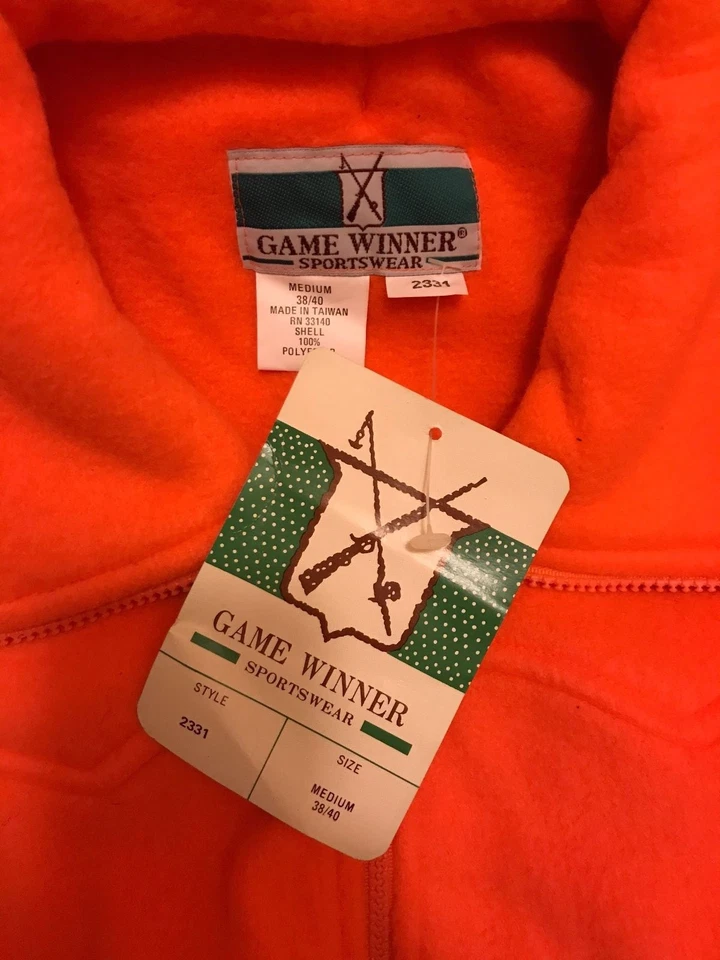 GAME WINNER®
SPORTSWEAR
MEDIUM
38/40
MADE IN TAIWAN
RN 33140
SHELL
100%
2331
GAME WINNER
SPORTSWEAR
STYLE
2331
SIZE
MEDIUM
38/40